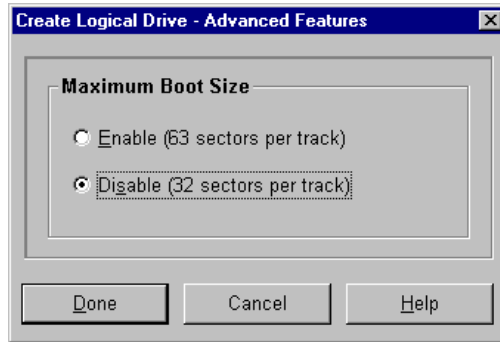 Create Logical Drive - Advanced Features
Maximum Boot Size
Enable (63 sectors per track)
Disable (32 sectors per track)
Done Cancel Help